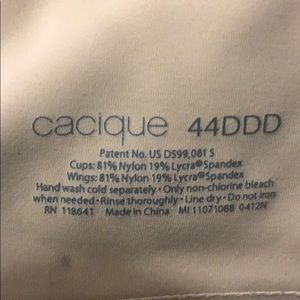 cacique 44DDD
Patent No. US D599,081 S
Cups: 81% Nylon 19% Lycra® Spandex
Wings: 81% Nylon 19% Lycra® Spandex
Hand wash cold separately • Only non-chlorine bleach
when needed • Rinse thoroughly • Line dry • Do not iron
RN 118641 Made in China MI 11071088 0412N